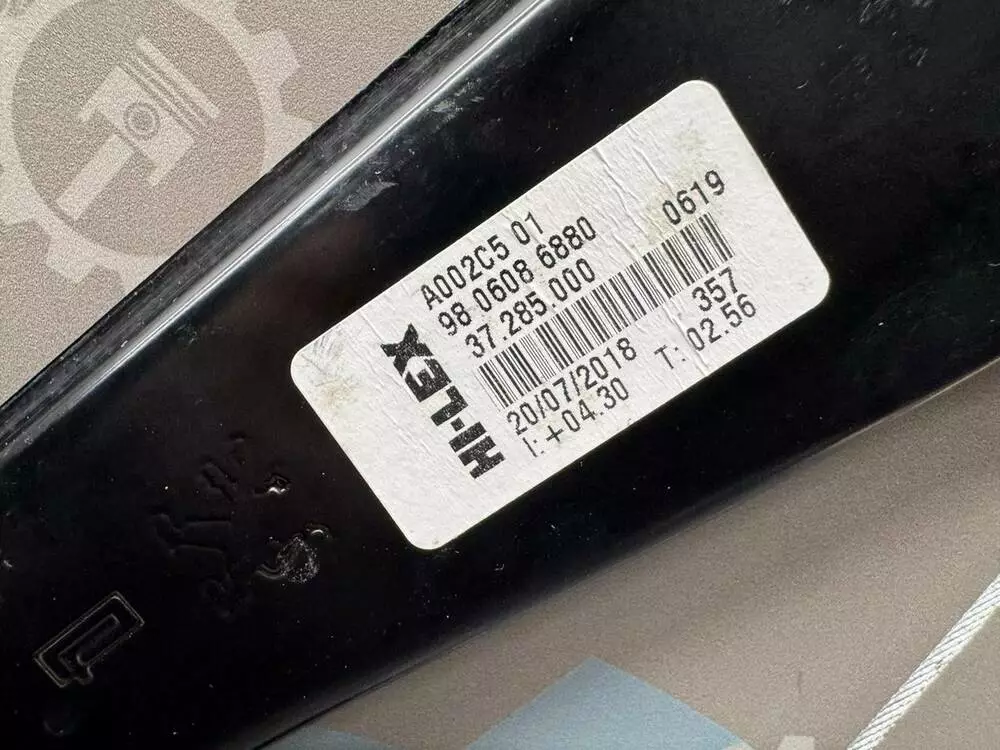 HI-LEX
A002C5 01
98 0608 6880
37.285.000
0619
20/07/2018
357
I:+04.30
T:02.56